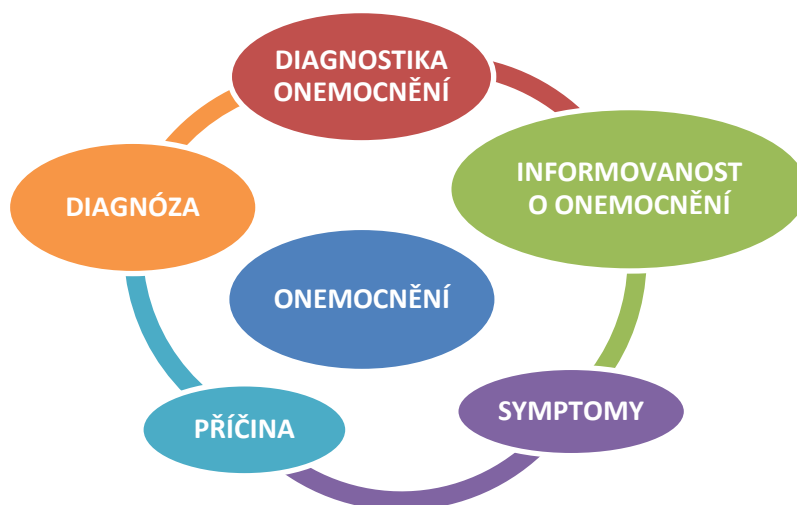 DIAGNOSTIKA
ONEMOCNĚNÍ
INFORMOVANOST
O ONEMOCNĚNÍ
DIAGNÓZA
ONEMOCNĚNÍ
SYMPTOMY
PŘÍČINA